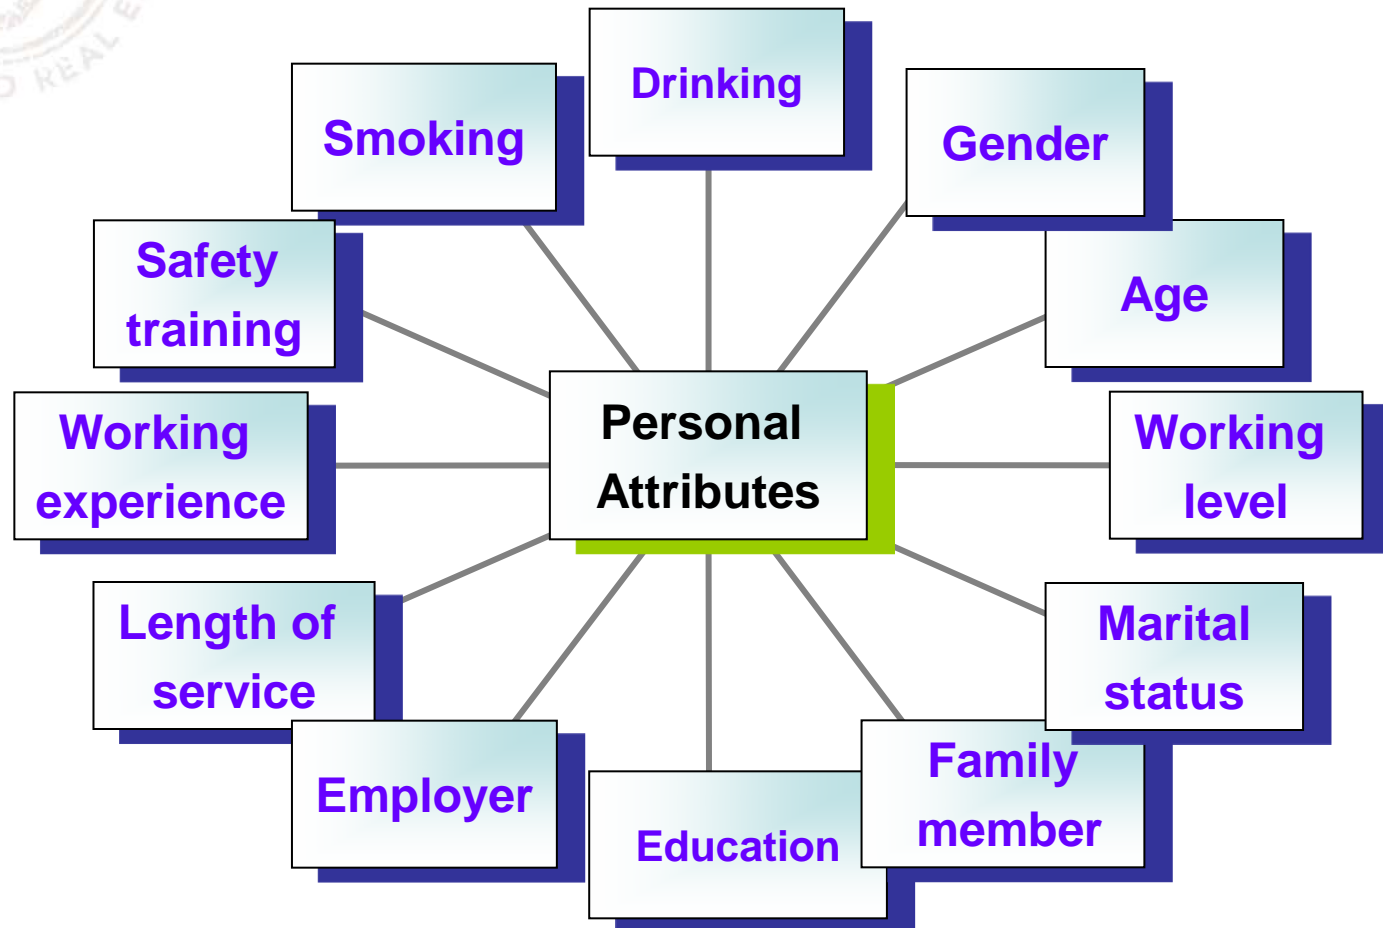 D REAL E
Drinking
Smoking
Gender
Safety
training
Age
Personal
Attributes
Working
experience
Working
level
Length of
service
Marital
status
Employer
Family
member
Education